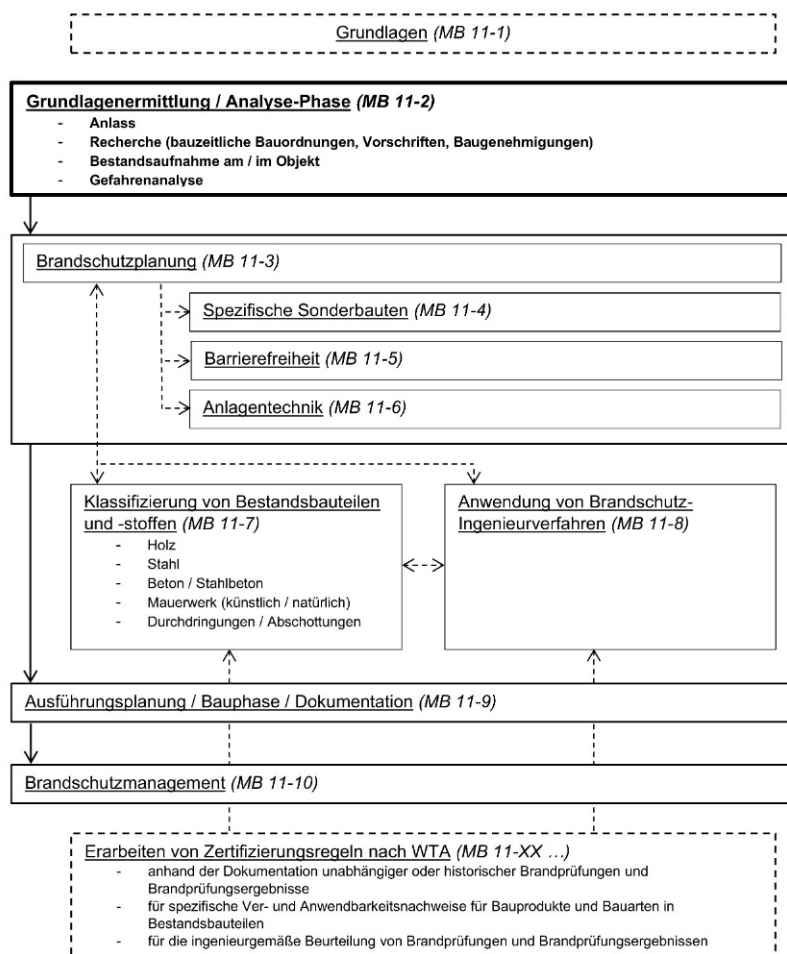 Grundlagen (MB 11-1)
Grundlagenermittlung / Analyse-Phase (MB 11-2)
- Anlass
- Recherche (bauzeitliche Bauordnungen, Vorschriften, Baugenehmigungen)
- Bestandsaufnahme am / im Objekt
- Gefahrenanalyse
Brandschutzplanung (MB 11-3)
Spezifische Sonderbauten (MB 11-4)
Barrierefreiheit (MB 11-5)
Anlagentechnik (MB 11-6)
Klassifizierung von Bestandsbauteilen
und -stoffen (MB 11-7)
- Holz
- Stahl
- Beton / Stahlbeton
- Mauerwerk (künstlich / natürlich)
- Durchdringungen / Abschottungen
Anwendung von Brandschutz-
Ingenieurverfahren (MB 11-8)
Ausführungsplanung / Bauphase / Dokumentation (MB 11-9)
Brandschutzmanagement (MB 11-10)
Erarbeiten von Zertifizierungsregeln nach WTA (MB 11-XX ...)
- anhand der Dokumentation unabhängiger oder historischer Brandprüfungen und
Brandprüfungsergebnisse
- für spezifische Ver- und Anwendbarkeitsnachweise für Bauprodukte und Bauarten in
Bestandsbauteilen
- für die ingenieurgemäße Beurteilung von Brandprüfungen und Brandprüfungsergebnissen